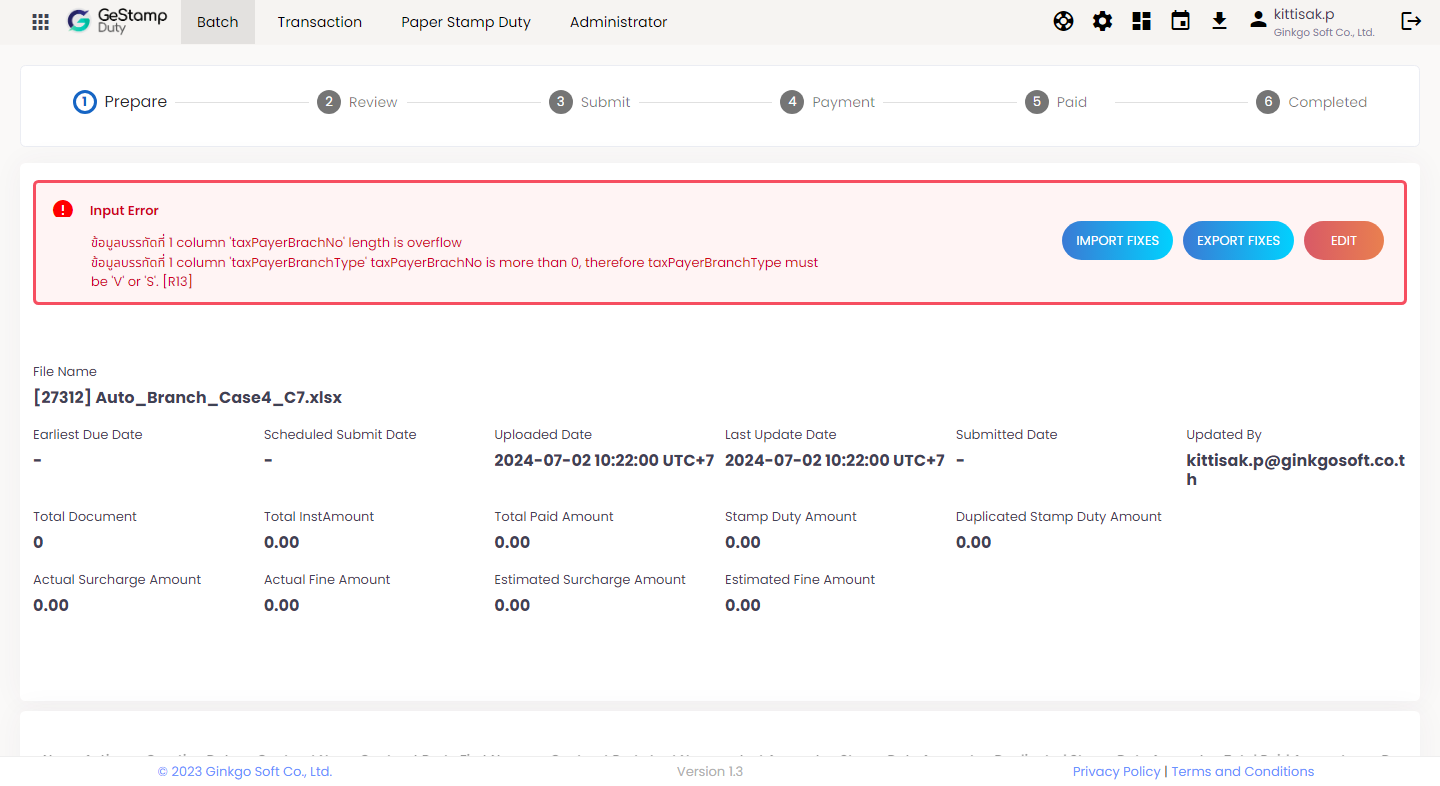 GeStamp
Duty
Batch
Transaction
Paper Stamp Duty
Administrator
kittisak.p
Ginkgo Soft Co., Ltd.
1 Prepare
2 Review
3 Submit
4 Payment
5 Paid
6 Completed
Input Error
ข้อมูลบรรทัดที่ 1 column 'taxPayerBrachNo' length is overflow
ข้อมูลบรรทัดที่ 1 column 'taxPayerBranchType' taxPayerBrachNo is more than 0, therefore taxPayerBranchType must
be 'V' or 'S'. [R13]
IMPORT FIXES
EXPORT FIXES
EDIT
File Name
[27312] Auto_Branch_Case4_C7.xlsx
Earliest Due Date
-
Scheduled Submit Date
-
Uploaded Date
2024-07-02 10:22:00 UTC+7
Last Update Date
2024-07-02 10:22:00 UTC+7
Submitted Date
-
Updated By
kittisak.p@ginkgosoft.co.t
h
Total Document
0
Total InstAmount
0.00
Total Paid Amount
0.00
Stamp Duty Amount
0.00
Duplicated Stamp Duty Amount
0.00
Actual Surcharge Amount
0.00
Actual Fine Amount
0.00
Estimated Surcharge Amount
0.00
Estimated Fine Amount
0.00
© 2023 Ginkgo Soft Co., Ltd.
Version 1.3
Privacy Policy | Terms and Conditions